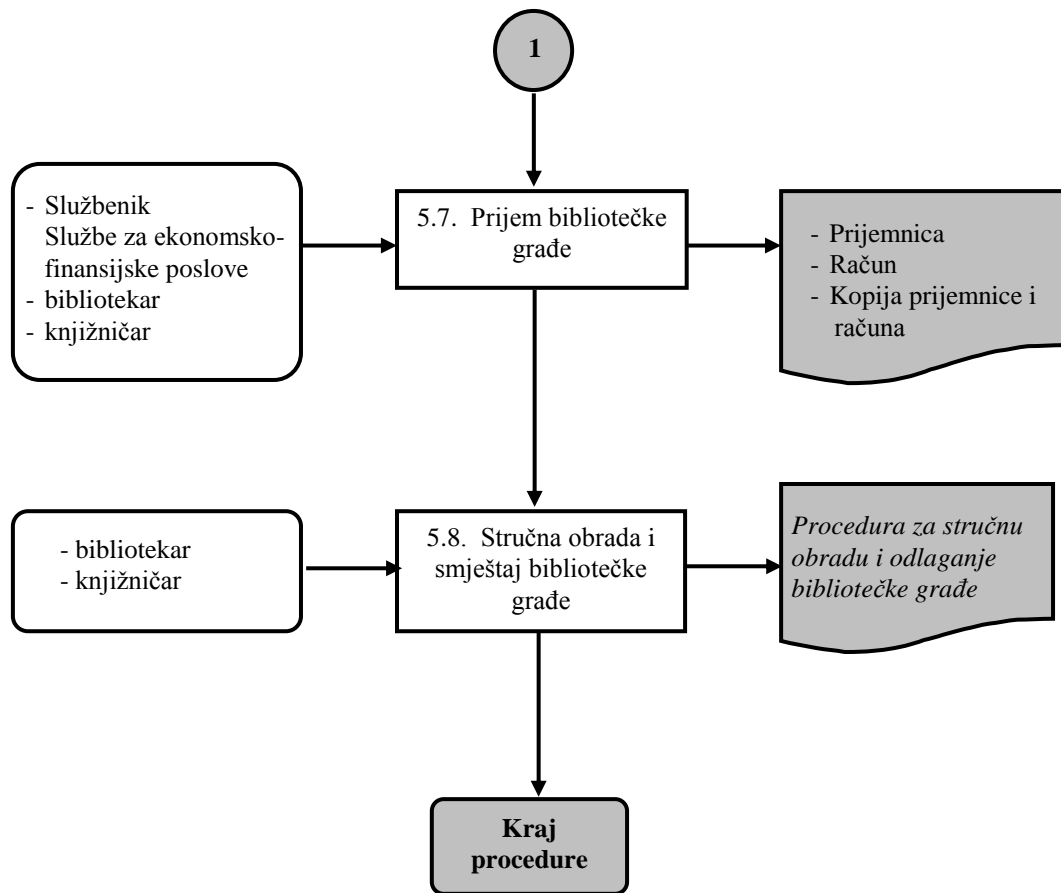 1
- Službenik
Službe za ekonomsko-
finansijske poslove
- bibliotekar
- knjižničar
5.7. Prijem bibliotečke
građe
- Prijemnica
- Račun
- Kopija prijemnice i
računa
- bibliotekar
- knjižničar
5.8. Stručna obrada i
smještaj bibliotečke
građe
Procedura za stručnu
obradu i odlaganje
bibliotečke građe
Kraj
procedure